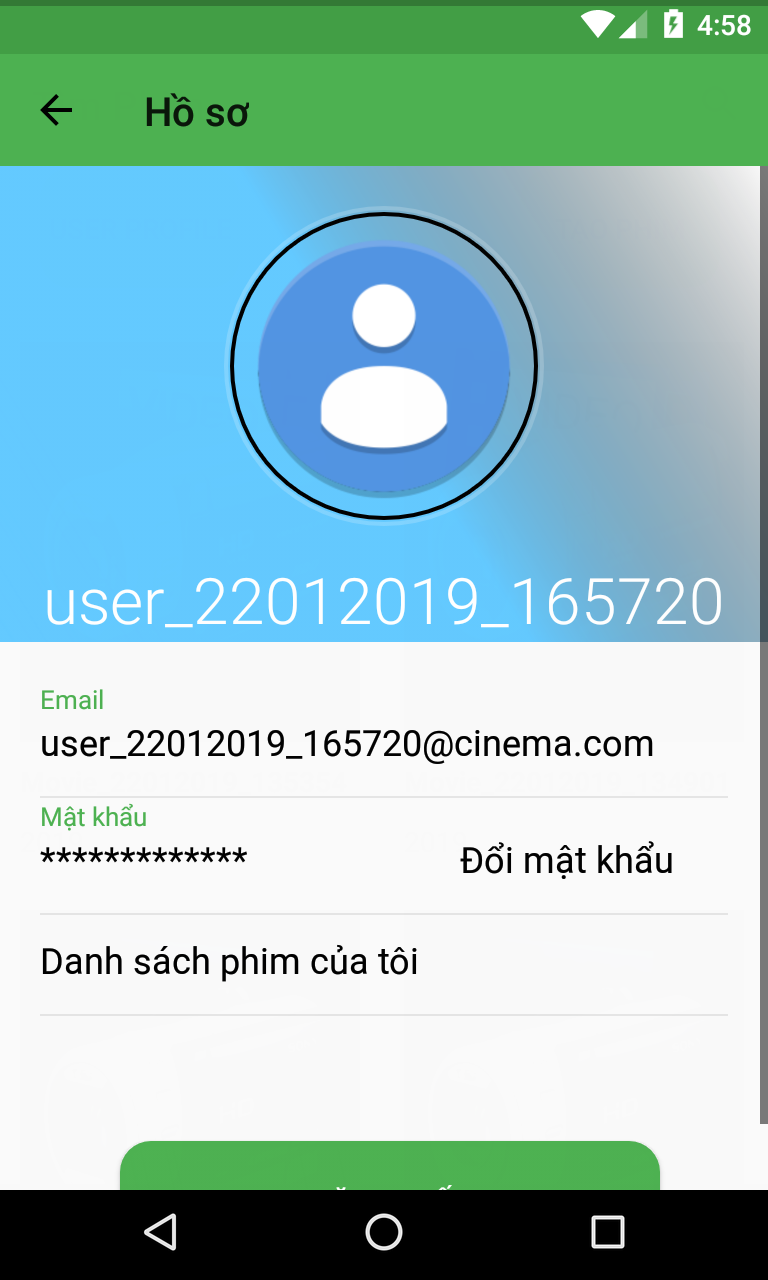 4:58
Hồ sơ
user_22012019_165720
Email
user_22012019_165720@cinema.com
Mật khẩu
*************
Đổi mật khẩu
Danh sách phim của tôi